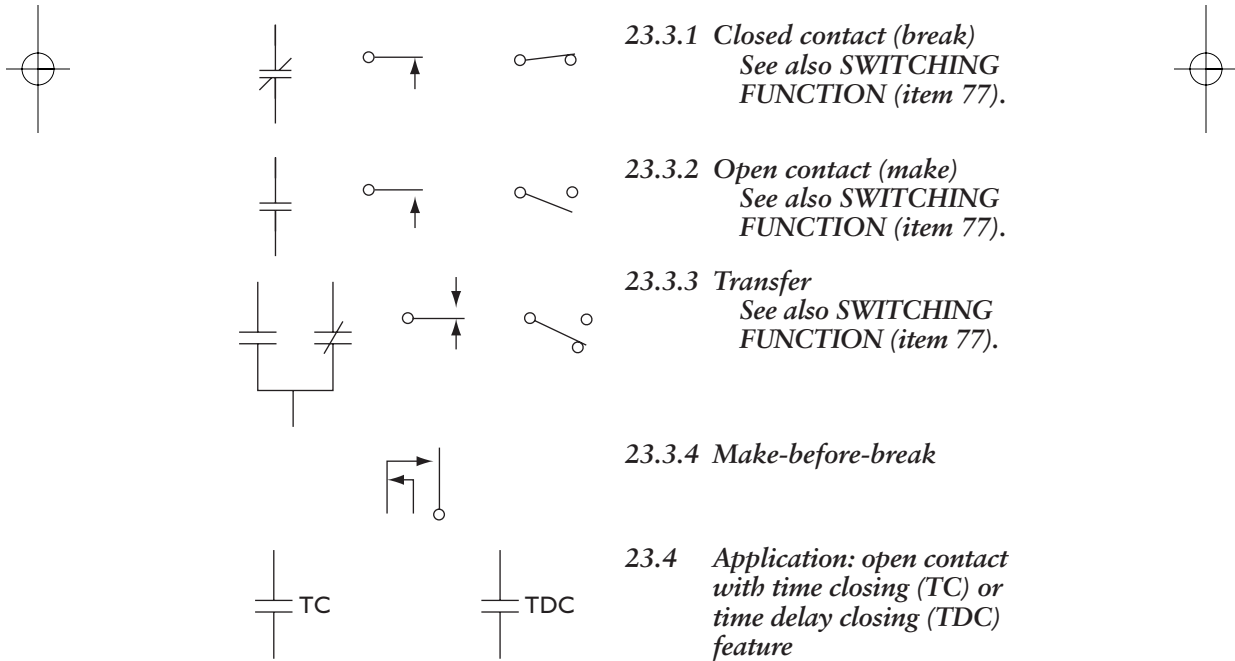 23.3.1 Closed contact (break)
See also SWITCHING
FUNCTION (item 77).
23.3.2 Open contact (make)
See also SWITCHING
FUNCTION (item 77).
23.3.3 Transfer
See also SWITCHING
FUNCTION (item 77).
23.3.4 Make-before-break
TC
TDC
23.4 Application: open contact
with time closing (TC) or
time delay closing (TDC)
feature